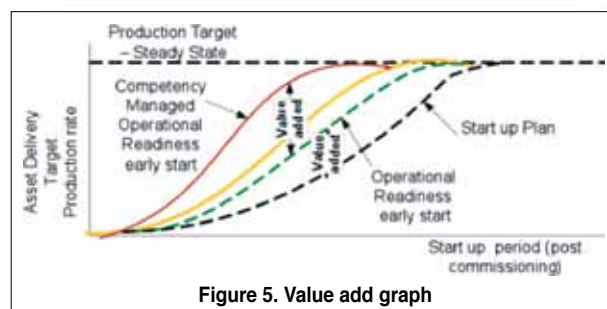 Production Target
– Steady State
Competency
Managed
Operational
Readiness
early start
Value
added
Value
added
Start up Plan
Operational
Readiness
early start
Asset Delivery
Target
Production rate
Start up period (post
commissioning)
Figure 5. Value add graph